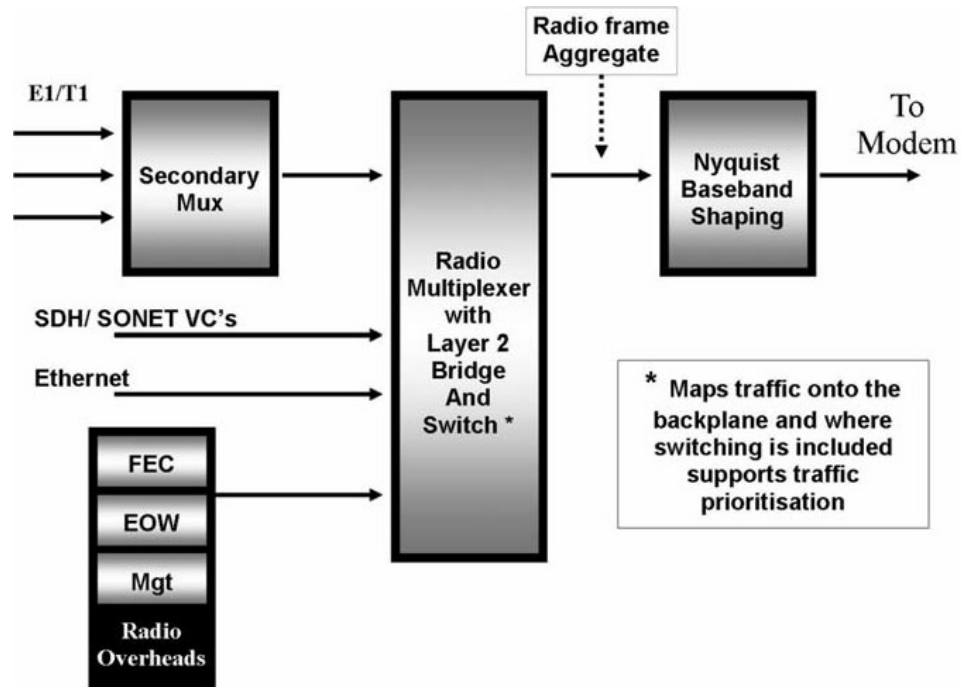 Radio frame
Aggregate
E1/T1
Secondary
Mux
Radio
Multiplexer
with
Layer 2
Bridge
And
Switch *
Nyquist
Baseband
Shaping
To
Modem
SDH/ SONET VC's
Ethernet
FEC
EOW
Mgt
Radio
Overheads
* Maps traffic onto the
backplane and where
switching is included
supports traffic
prioritisation